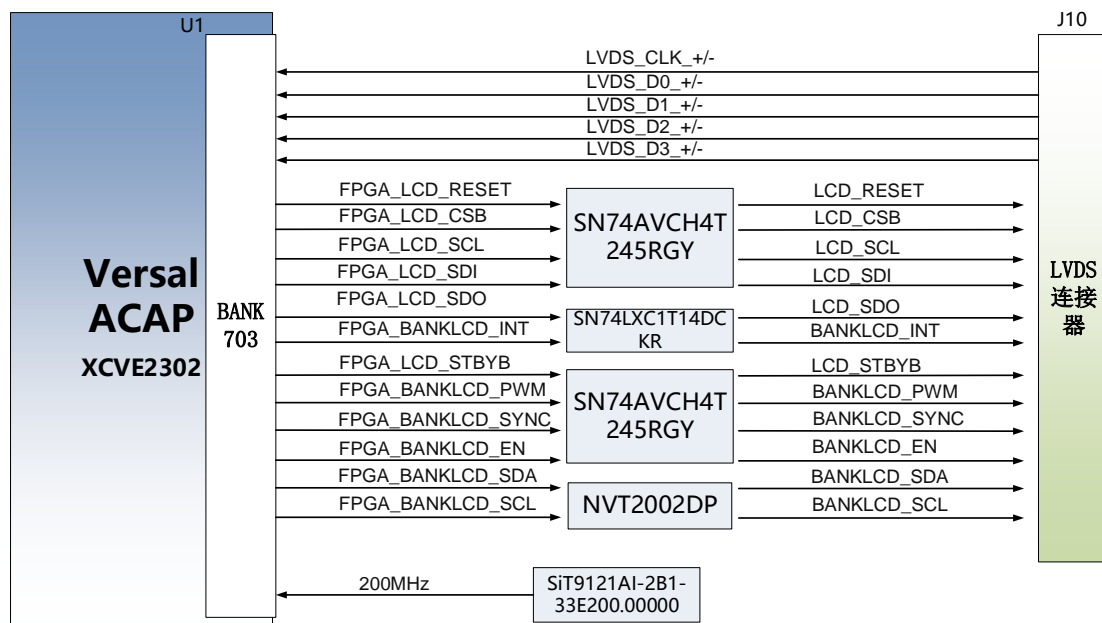 U1
J10
LVDS_CLK_+/-
LVDS_D0_+/-
LVDS_D1_+/-
LVDS_D2_+/-
LVDS_D3_+/-
FPGA_LCD_RESET
FPGA_LCD_CSB
FPGA_LCD_SCL
FPGA_LCD_SDI
SN74AVCH4T
245RGY
LCD_RESET
LCD_CSB
LCD_SCL
LCD_SDI
Versal
ACAP
XCVE2302
BANK
703
LVDS
连接
器
FPGA_LCD_SDO
FPGA_BANKLCD_INT
SN74LXC1T14DC
KR
LCD_SDO
BANKLCD_INT
FPGA_LCD_STBYB
FPGA_BANKLCD_PWM
FPGA_BANKLCD_SYNC
FPGA_BANKLCD_EN
SN74AVCH4T
245RGY
LCD_STBYB
BANKLCD_PWM
BANKLCD_SYNC
BANKLCD_EN
FPGA_BANKLCD_SDA
FPGA_BANKLCD_SCL
NVT2002DP
BANKLCD_SDA
BANKLCD_SCL
200MHz
SiT9121AI-2B1-
33E200.00000